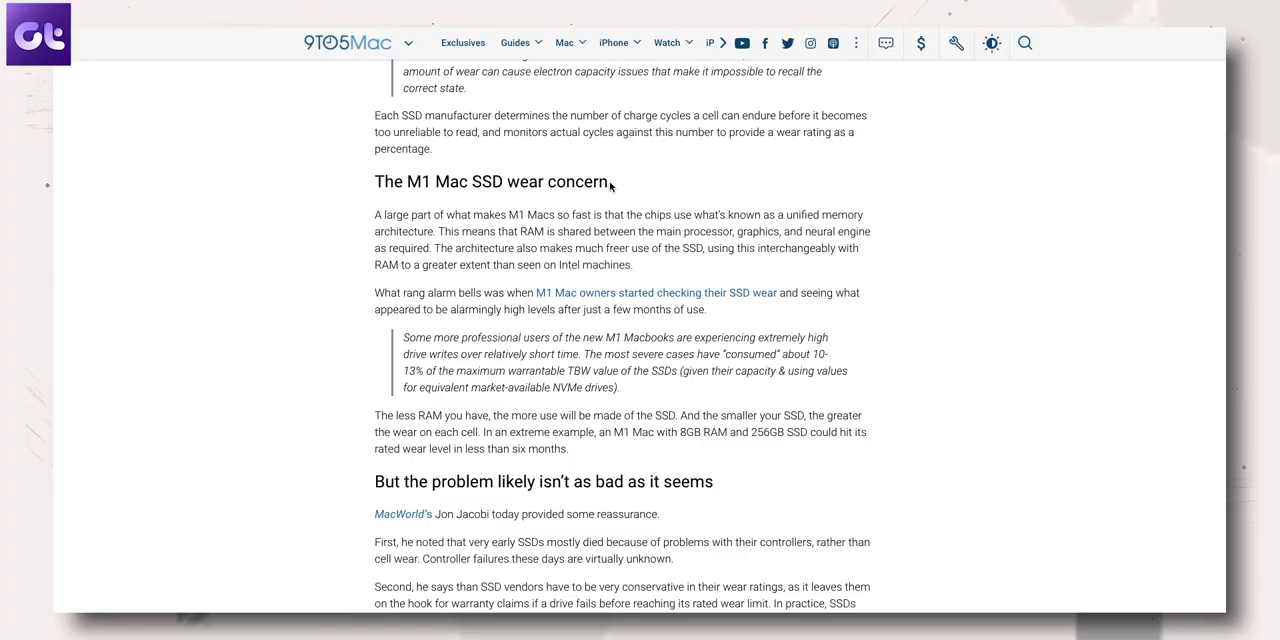 Gt
9TO5Mac
Exclusives Guides Mac iPhone Watch iP
amount of wear can cause electron capacity issues that make it impossible to recall the
correct state.
Each SSD manufacturer determines the number of charge cycles a cell can endure before it becomes
too unreliable to read, and monitors actual cycles against this number to provide a wear rating as a
percentage.
The M1 Mac SSD wear concern
A large part of what makes M1 Macs so fast is that the chips use what's known as a unified memory
architecture. This means that RAM is shared between the main processor, graphics, and neural engine
as required. The architecture also makes much freer use of the SSD, using this interchangeably with
RAM to a greater extent than seen on Intel machines.
What rang alarm bells was when M1 Mac owners started checking their SSD wear and seeing what
appeared to be alarmingly high levels after just a few months of use.
Some more professional users of the new M1 Macbooks are experiencing extremely high
drive writes over relatively short time. The most severe cases have "consumed" about 10-
13% of the maximum warrantable TBW value of the SSDs (given their capacity & using values
for equivalent market-available NVMe drives).
The less RAM you have, the more use will be made of the SSD. And the smaller your SSD, the greater
the wear on each cell. In an extreme example, an M1 Mac with 8GB RAM and 256GB SSD could hit its
rated wear level in less than six months.
But the problem likely isn't as bad as it seems
MacWorld's Jon Jacobi today provided some reassurance.
First, he noted that very early SSDs mostly died because of problems with their controllers, rather than
cell wear. Controller failures these days are virtually unknown.
Second, he says than SSD vendors have to be very conservative in their wear ratings, as it leaves them
on the hook for warranty claims if a drive fails before reaching its rated wear limit. In practice, SSDs